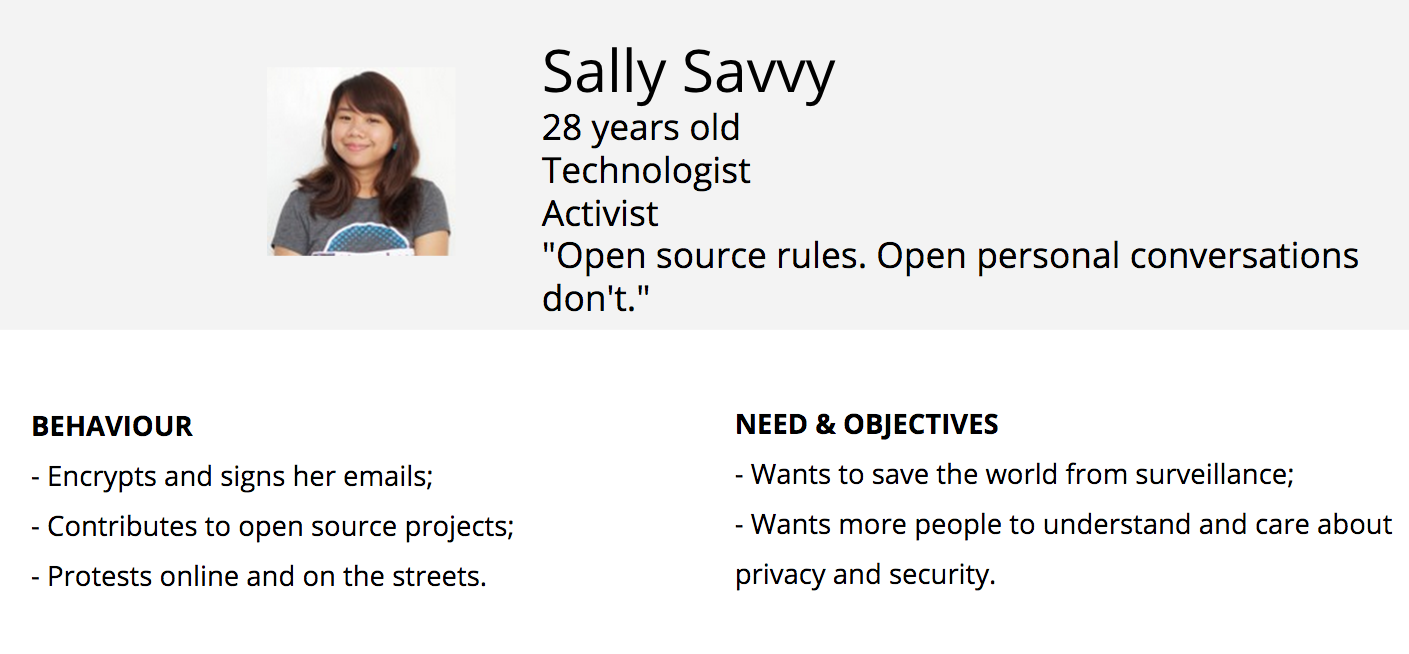 Sally Savvy
28 years old
Technologist
Activist
"Open source rules. Open personal conversations
don't."
BEHAVIOUR
- Encrypts and signs her emails;
- Contributes to open source projects;
- Protests online and on the streets.
NEED & OBJECTIVES
- Wants to save the world from surveillance;
- Wants more people to understand and care about
privacy and security.